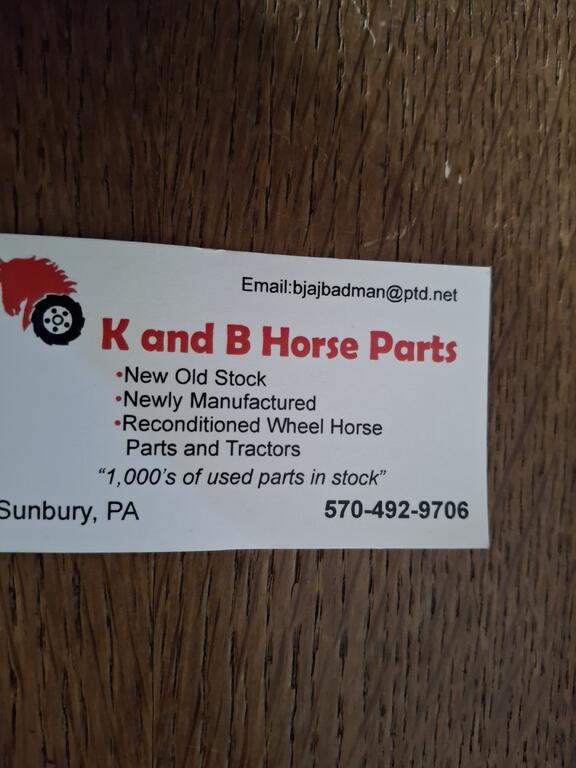 Email:bjajbadman@ptd.net
K and B Horse Parts
•New Old Stock
•Newly Manufactured
•Reconditioned Wheel Horse
Parts and Tractors
“1,000’s of used parts in stock”
Sunbury, PA 570-492-9706